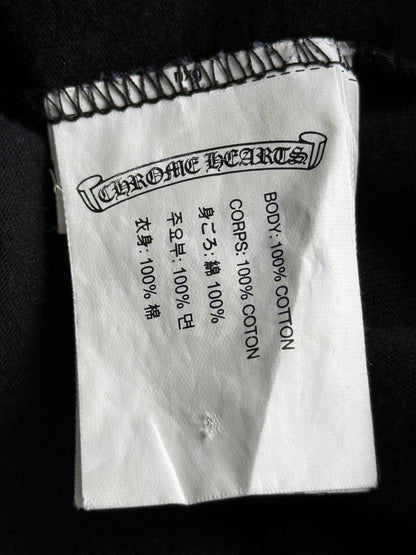 CHROME HEARTS
BODY: 100% COTTON
CORPS: 100% COTON
身ごろ: 綿 100%
주요부: 100% 면
衣身: 100% 棉